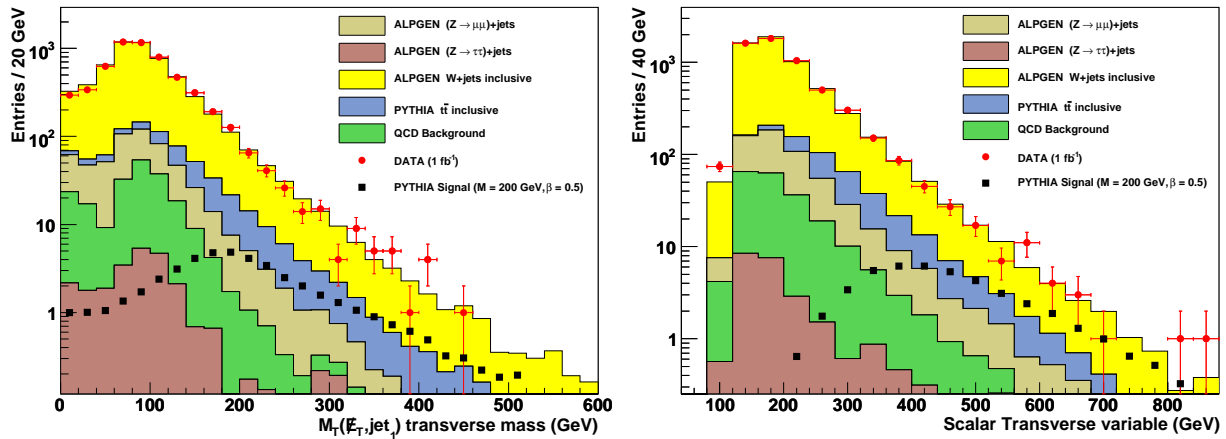 Entries / 20 GeV
10³
10²
10
1
ALPGEN (Z→μμ)+jets
ALPGEN (Z→ττ)+jets
ALPGEN W+jets inclusive
PYTHIA tt̅ inclusive
QCD Background
DATA (1 fb⁻¹)
PYTHIA Signal (M = 200 GeV, β = 0.5)
0 100 200 300 400 500 600
M_T(E̸_T,jet₁) transverse mass (GeV)
Entries / 40 GeV
10³
10²
10
1
ALPGEN (Z→μμ)+jets
ALPGEN (Z→ττ)+jets
ALPGEN W+jets inclusive
PYTHIA tt̅ inclusive
QCD Background
DATA (1 fb⁻¹)
PYTHIA Signal (M = 200 GeV, β = 0.5)
100 200 300 400 500 600 700 800
Scalar Transverse variable (GeV)